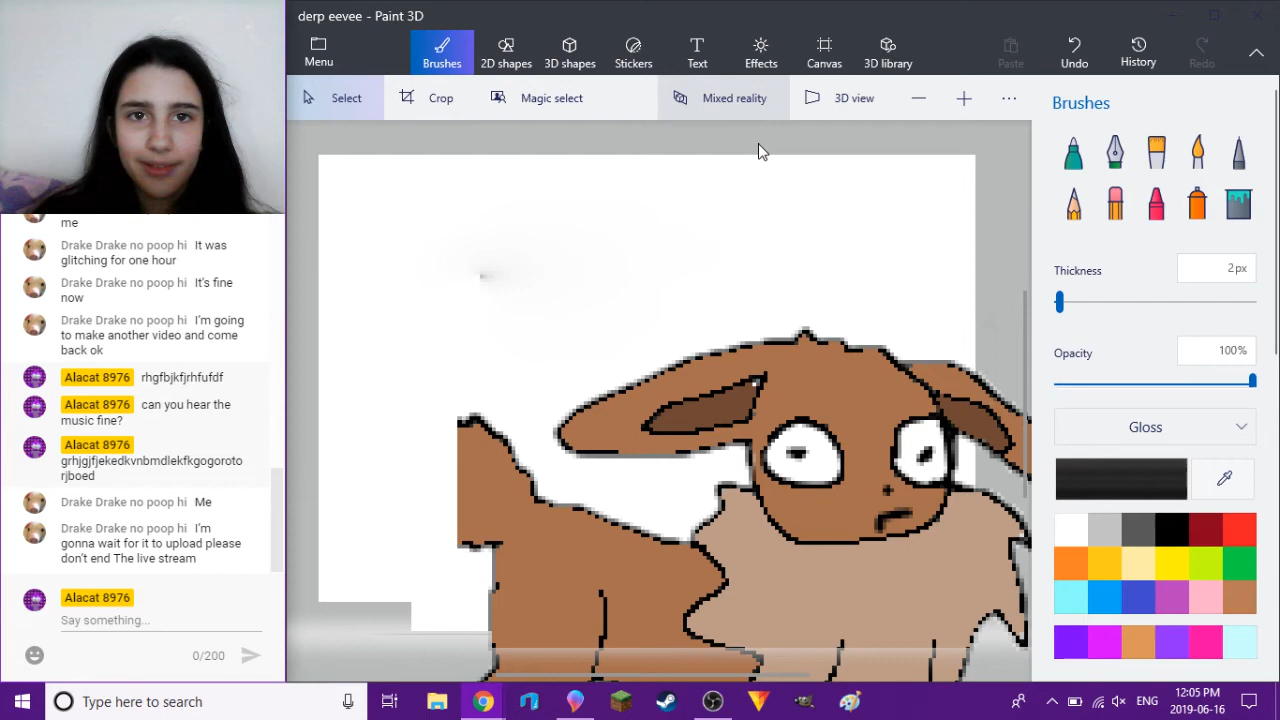 derp eevee - Paint 3D
Menu
Brushes
2D shapes
3D shapes
Stickers
Text
Effects
Canvas
3D library
Paste
Undo
History
Redo
Select
Crop
Magic select
Mixed reality
3D view
Brushes
Thickness
2px
Opacity
100%
Gloss
me
Drake Drake no poop hi It was
glitching for one hour
Drake Drake no poop hi It's fine
now
Drake Drake no poop hi I'm going
to make another video and come
back ok
Alacat 8976 rhgfbjkfjrhfufdf
Alacat 8976 can you hear the
music fine?
Alacat 8976
grhjgjfjekedkvnbmdlekfkgogoroto
rjboed
Drake Drake no poop hi Me
Drake Drake no poop hi I'm
gonna wait for it to upload please
don't end The live stream
Alacat 8976
Say something...
0/200
Type here to search
ENG
12:05 PM
2019-06-16